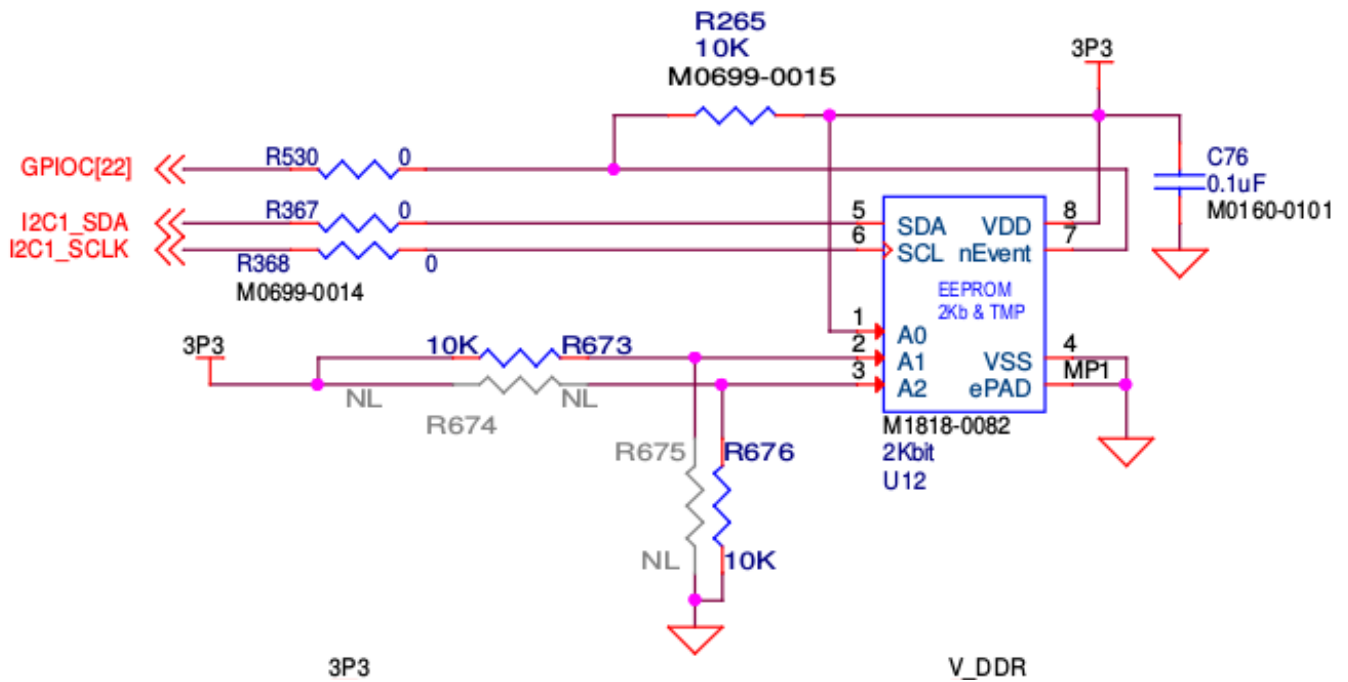 R265
10K
M0699-0015
3P3
GPIOC[22]
R530
0
C76
0.1uF
M0160-0101
I2C1_SDA
R367
0
5
SDA
VDD
8
I2C1_SCLK
R368
0
6
SCL
nEvent
7
M0699-0014
EEPROM
2Kb & TMP
1
A0
3P3
10K
R673
2
A1
VSS
4
NL
NL
3
A2
ePAD
MP1
R674
M1818-0082
2Kbit
U12
R675
R676
NL
10K
3P3
V_DDR